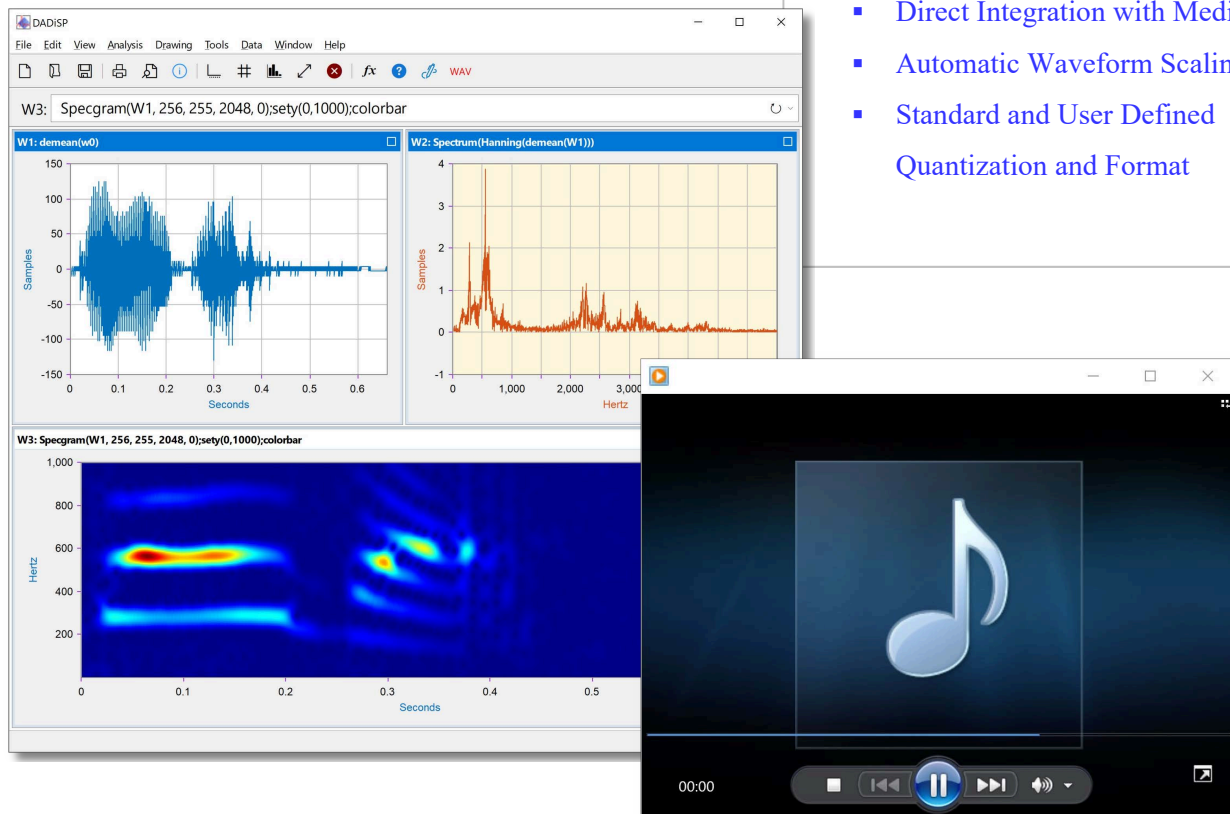 DADiSP
File Edit View Analysis Drawing Tools Data Window Help
fx ? WAV
W3: Specgram(W1, 256, 255, 2048, 0);sety(0,1000);colorbar
W1: demean(w0)
150
100
50
0
-50
-100
-150
Samples
0 0.1 0.2 0.3 0.4 0.5 0.6
Seconds
W2: Spectrum(Hanning(demean(W1)))
4
3
2
1
0
-1
Samples
0 1,000 2,000 3,000
Hertz
W3: Specgram(W1, 256, 255, 2048, 0);sety(0,1000);colorbar
1,000
800
600
400
200
Hertz
0 0.1 0.2 0.3 0.4 0.5
Seconds
▪ Direct Integration with Medi
▪ Automatic Waveform Scalin
▪ Standard and User Defined
Quantization and Format
00:00